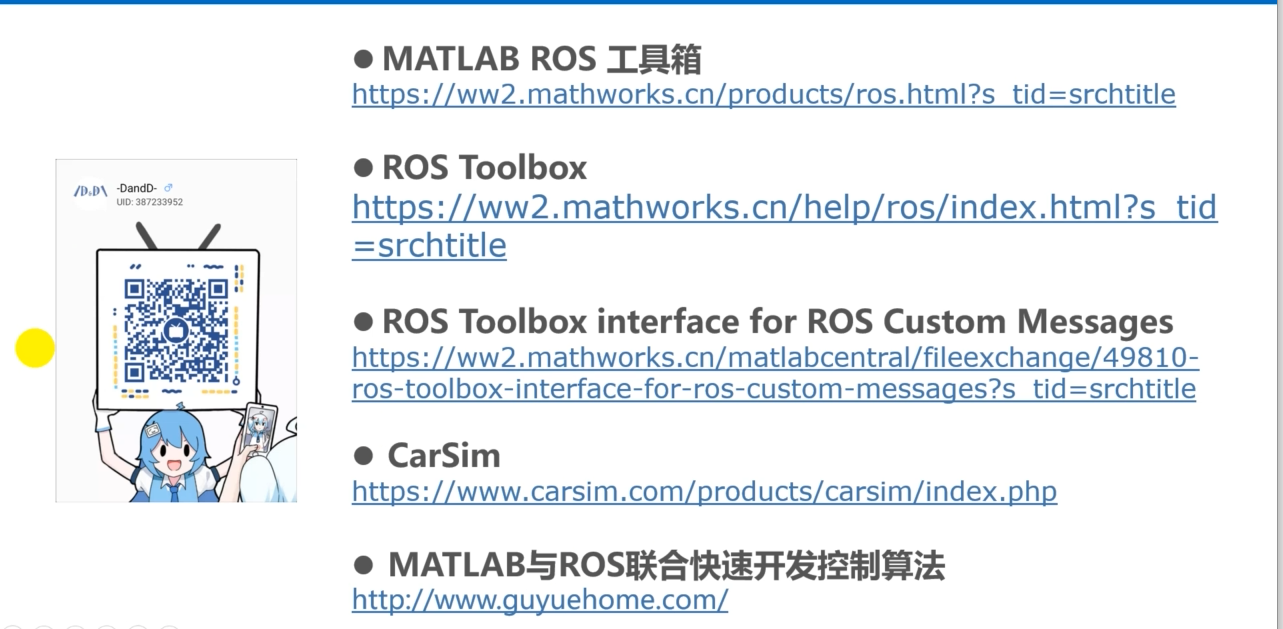 ● MATLAB ROS 工具箱
https://ww2.mathworks.cn/products/ros.html?s_tid=srchtitle
● ROS Toolbox
https://ww2.mathworks.cn/help/ros/index.html?s_tid
=srchtitle
● ROS Toolbox interface for ROS Custom Messages
https://ww2.mathworks.cn/matlabcentral/fileexchange/49810-
ros-toolbox-interface-for-ros-custom-messages?s_tid=srchtitle
● CarSim
https://www.carsim.com/products/carsim/index.php
● MATLAB与ROS联合快速开发控制算法
http://www.guyuehome.com/
/D&D\ -DandD- ♂
UID: 387233952